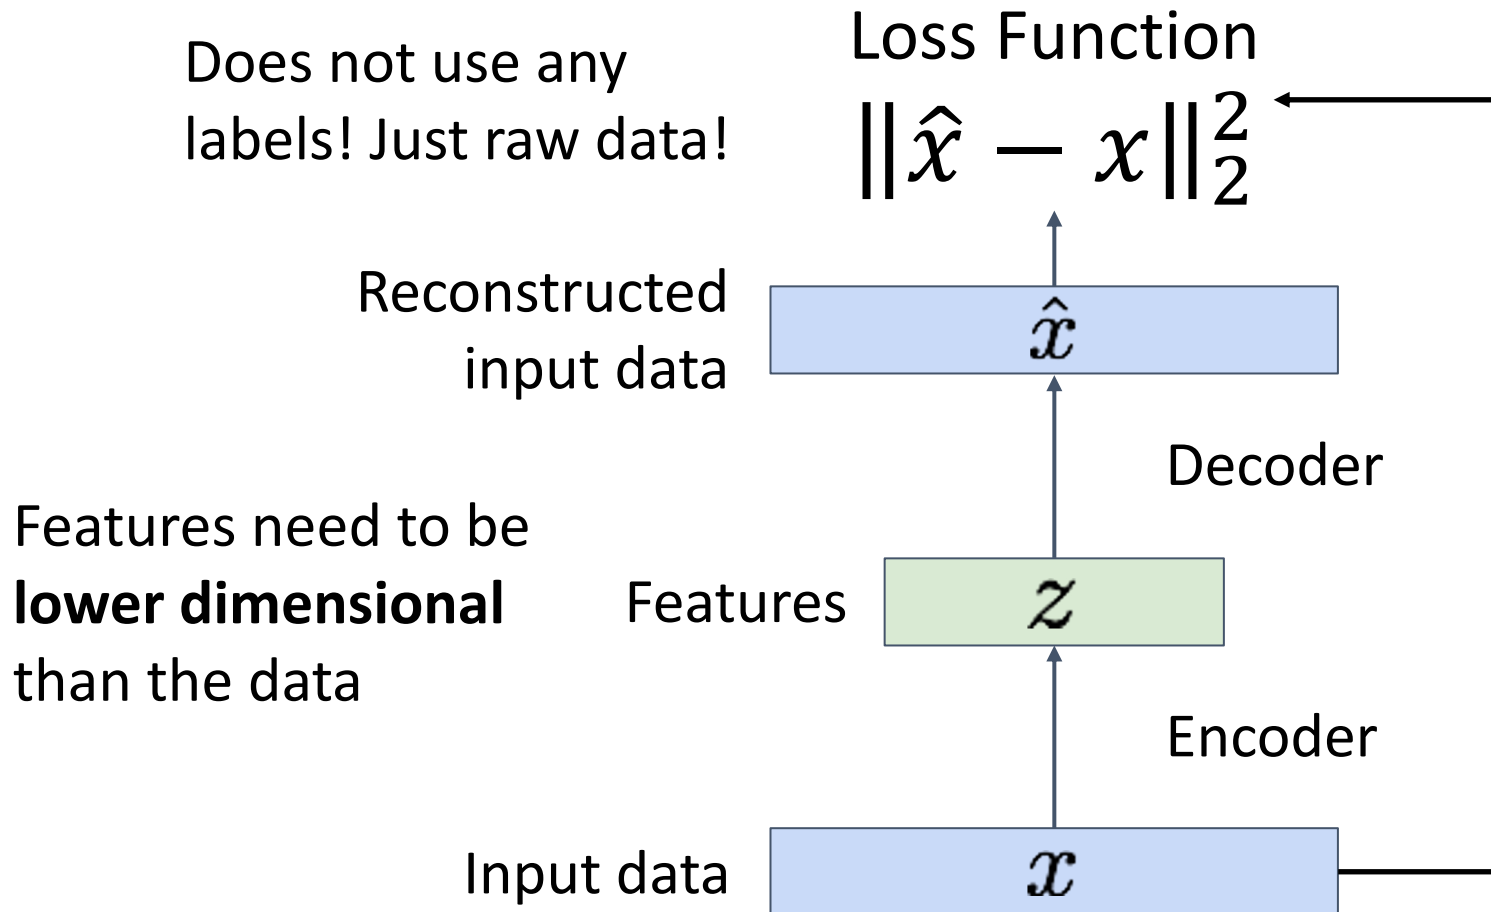 Does not use any
labels! Just raw data!
Loss Function
‖x̂ − x‖₂²
Reconstructed
input data
x̂
Decoder
Features need to be
lower dimensional
than the data
Features
z
Encoder
Input data
x